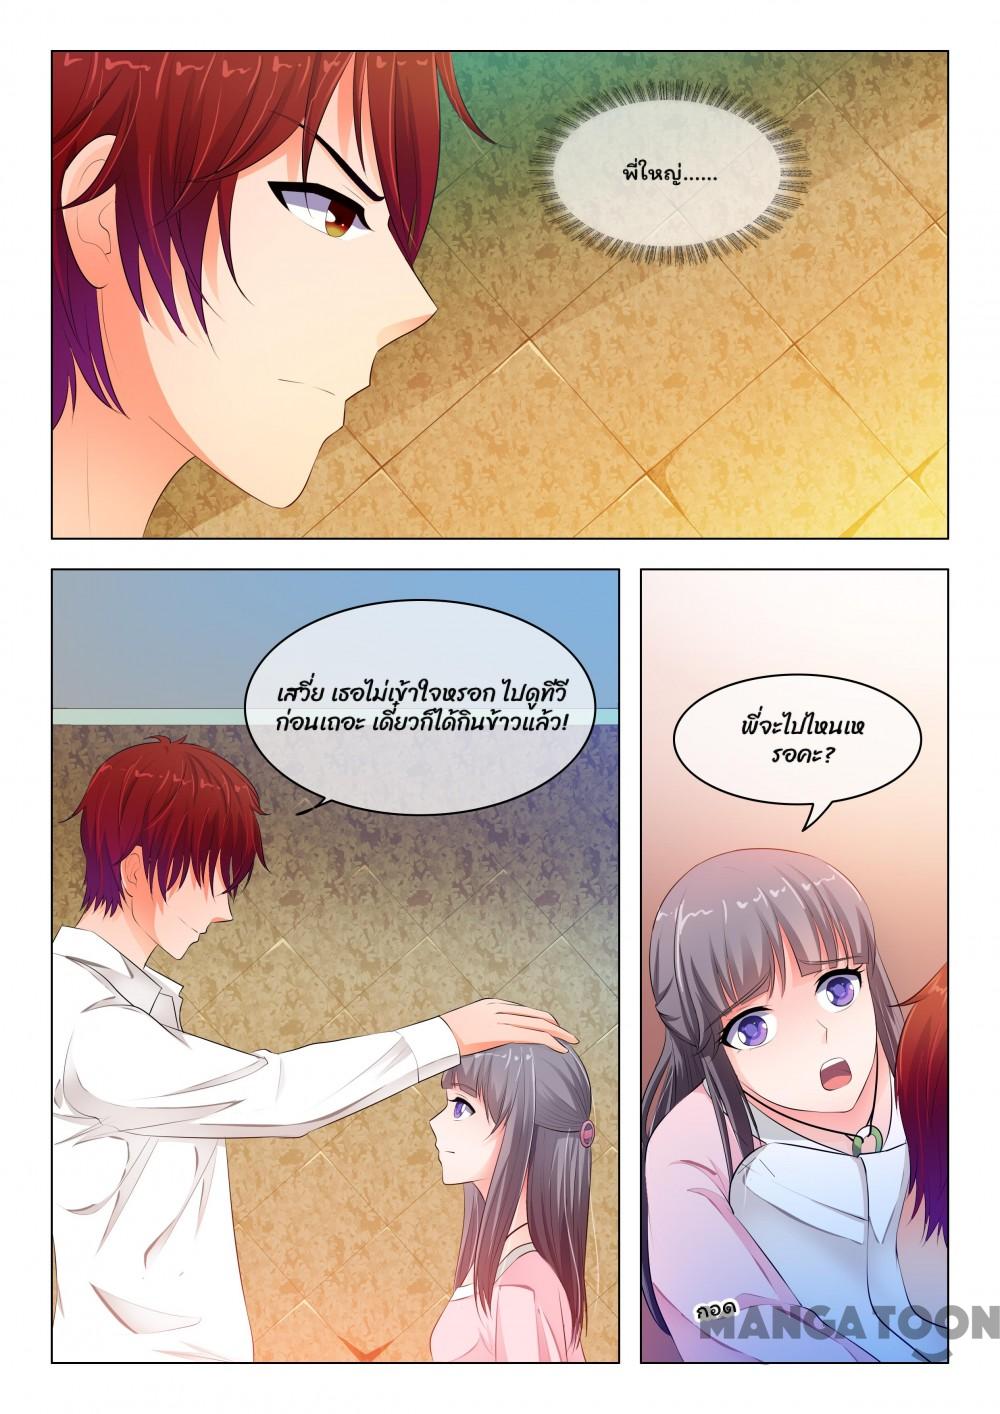 พี่ใหญ่......
เสวี่ย เธอไม่เข้าใจหรอก ไปดูทีวี
ก่อนเถอะ เดี๋ยวก็ได้กินข้าวแล้ว!
พี่จะไปไหนเห
รอคะ?
กอด
MANGA TOON